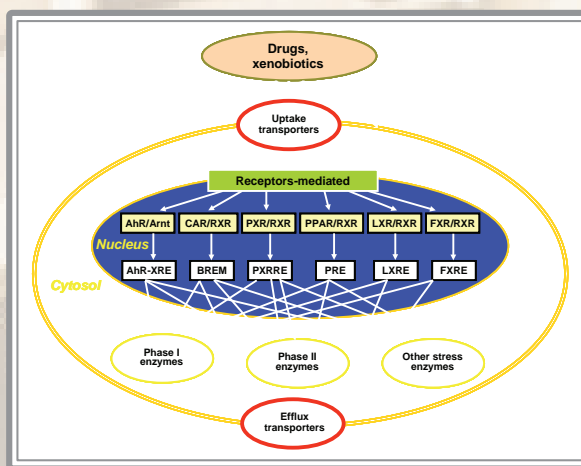 Drugs,
xenobiotics
Uptake
transporters
Receptors-mediated
AhR/Arnt CAR/RXR PXR/RXR PPAR/RXR LXR/RXR FXR/RXR
Nucleus
AhR-XRE BREM PXRRE PRE LXRE FXRE
Cytosol
Phase I
enzymes
Phase II
enzymes
Other stress
enzymes
Efflux
transporters